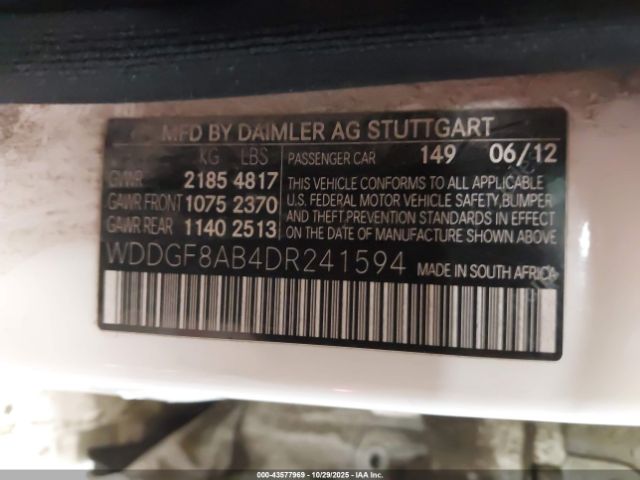 MFD BY DAIMLER AG STUTTGART
KG LBS PASSENGER CAR 149 06/12
GVWR 2185 4817
GAWR FRONT 1075 2370
GAWR REAR 1140 2513
THIS VEHICLE CONFORMS TO ALL APPLICABLE
U.S. FEDERAL MOTOR VEHICLE SAFETY, BUMPER
AND THEFT PREVENTION STANDARDS IN EFFECT
ON THE DATE OF MANUFACTURE SHOWN ABOVE.
WDDGF8AB4DR241594 MADE IN SOUTH AFRICA
000-43577969 10/29/2025 IAA, Inc.